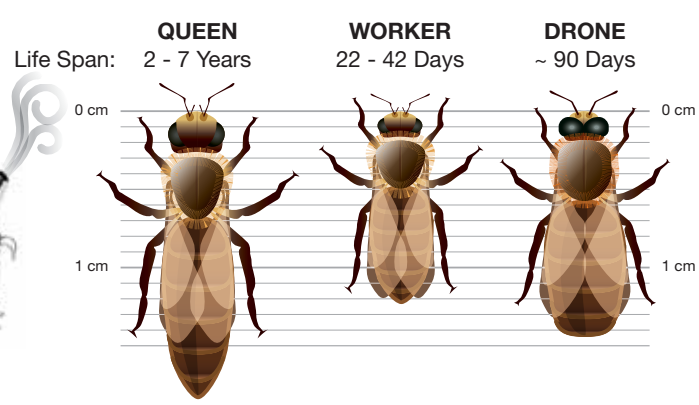 QUEEN WORKER DRONE
Life Span: 2 - 7 Years 22 - 42 Days ~ 90 Days
0 cm 0 cm
1 cm 1 cm